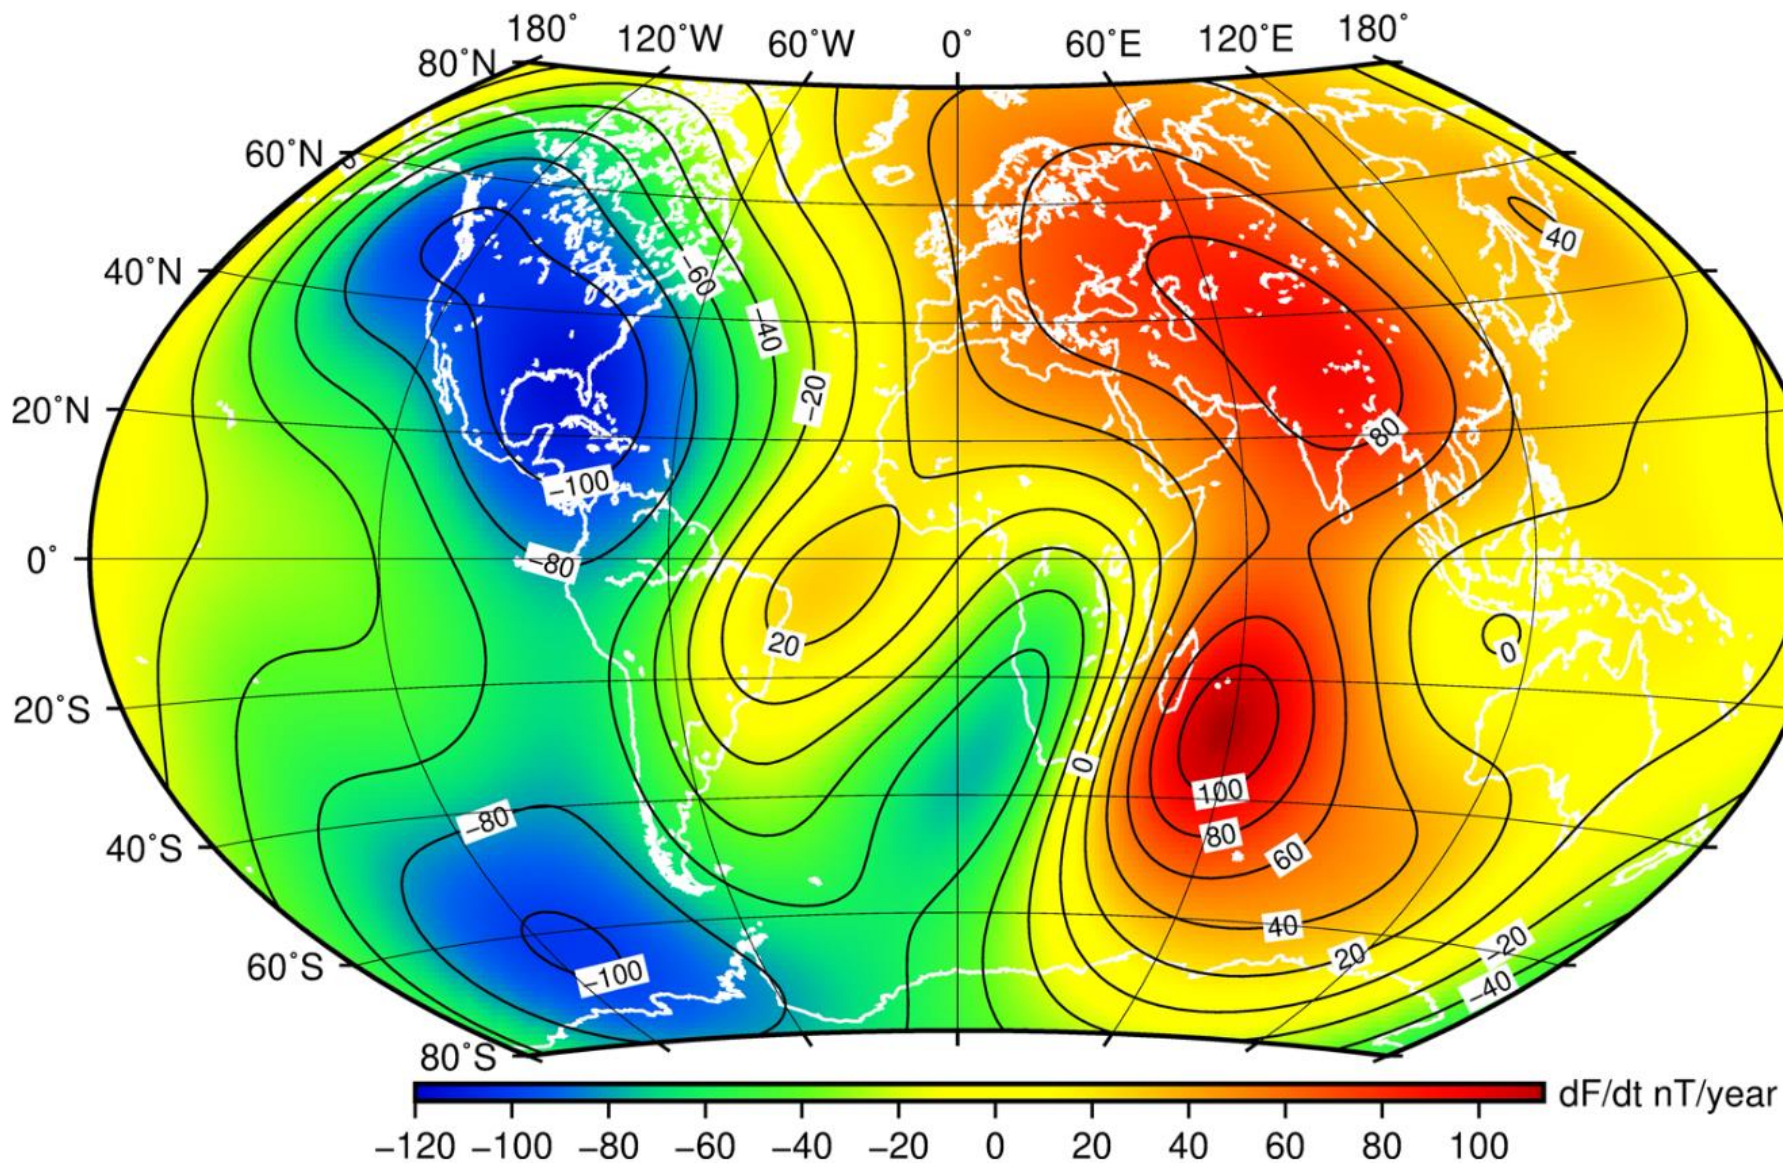 180˚ 120˚W 60˚W 0˚ 60˚E 120˚E 180˚
80˚N
60˚N
0
40˚N
40
−60
−40
20˚N
−20
80
−100
0˚
−80
20
0
20˚S
0
100
−80
80
40˚S
60
40
−20
20
60˚S
−100
−40
80˚S
dF/dt nT/year
−120 −100 −80 −60 −40 −20 0 20 40 60 80 100